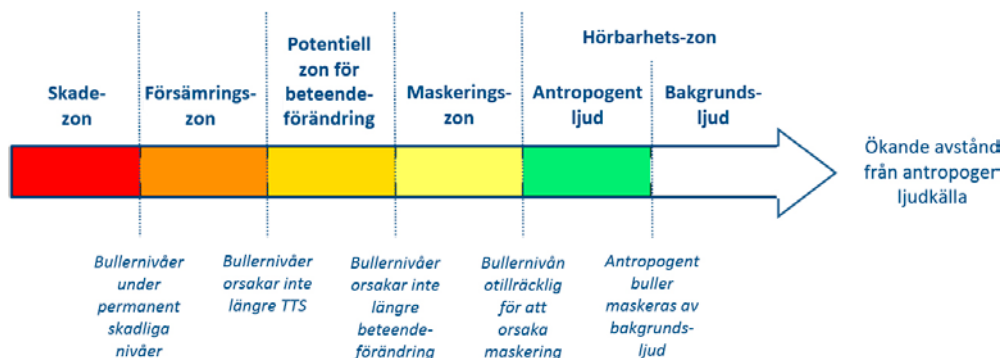 Skade-
zon
Försämrings-
zon
Potentiell
zon för
beteende-
förändring
Maskerings-
zon
Hörbarhets-zon
Antropogent
ljud
Bakgrunds-
ljud
Ökande avstånd
från antropogen
ljudkälla
Bullernivåer
under
permanent
skadliga
nivåer
Bullernivåer
orsakar inte
längre TTS
Bullernivåer
orsakar inte
längre
beteende-
förändring
Bullernivån
otillräcklig
för att
orsaka
maskering
Antropogent
buller
maskeras av
bakgrunds-
ljud